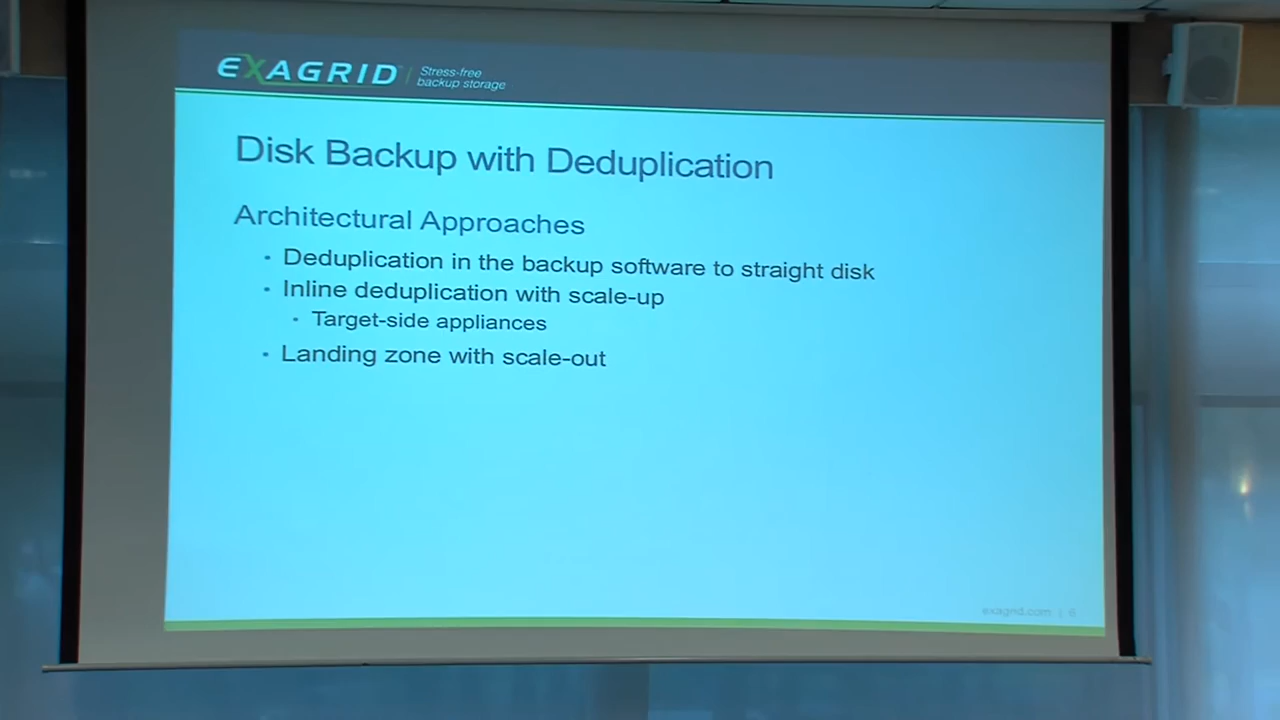 EXAGRID
Stress-free
backup storage
Disk Backup with Deduplication
Architectural Approaches
· Deduplication in the backup software to straight disk
· Inline deduplication with scale-up
· Target-side appliances
· Landing zone with scale-out
exagrid.com | 6